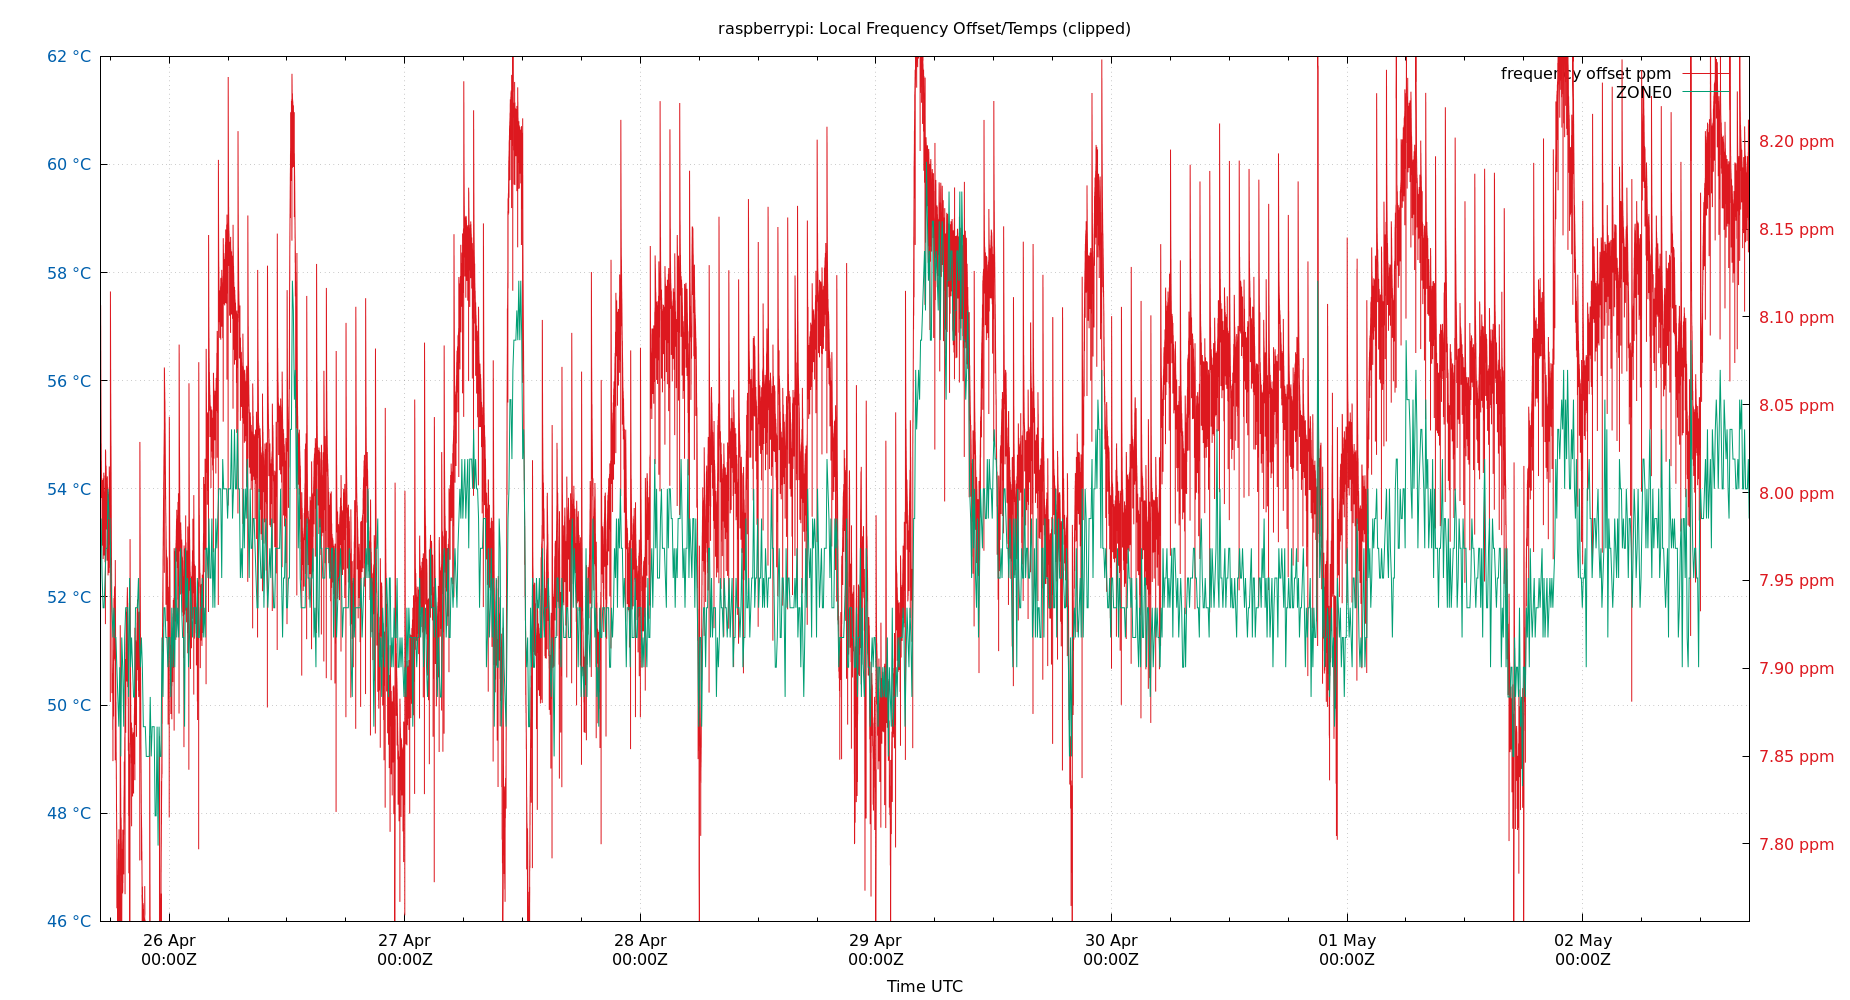 raspberrypi: Local Frequency Offset/Temps (clipped)
62 °C
60 °C
58 °C
56 °C
54 °C
52 °C
50 °C
48 °C
46 °C
frequency offset ppm
ZONE0
8.20 ppm
8.15 ppm
8.10 ppm
8.05 ppm
8.00 ppm
7.95 ppm
7.90 ppm
7.85 ppm
7.80 ppm
26 Apr
00:00Z
27 Apr
00:00Z
28 Apr
00:00Z
29 Apr
00:00Z
30 Apr
00:00Z
01 May
00:00Z
02 May
00:00Z
Time UTC